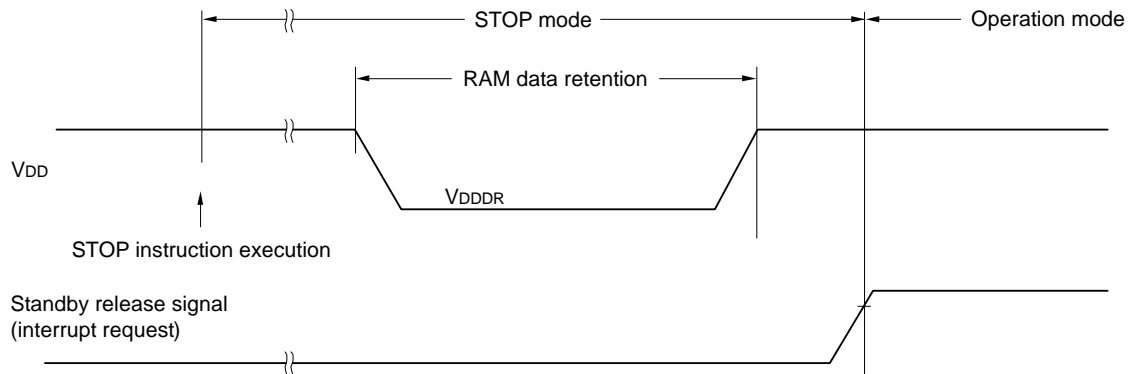 STOP mode
Operation mode
RAM data retention
VDD
VDDDR
STOP instruction execution
Standby release signal
(interrupt request)